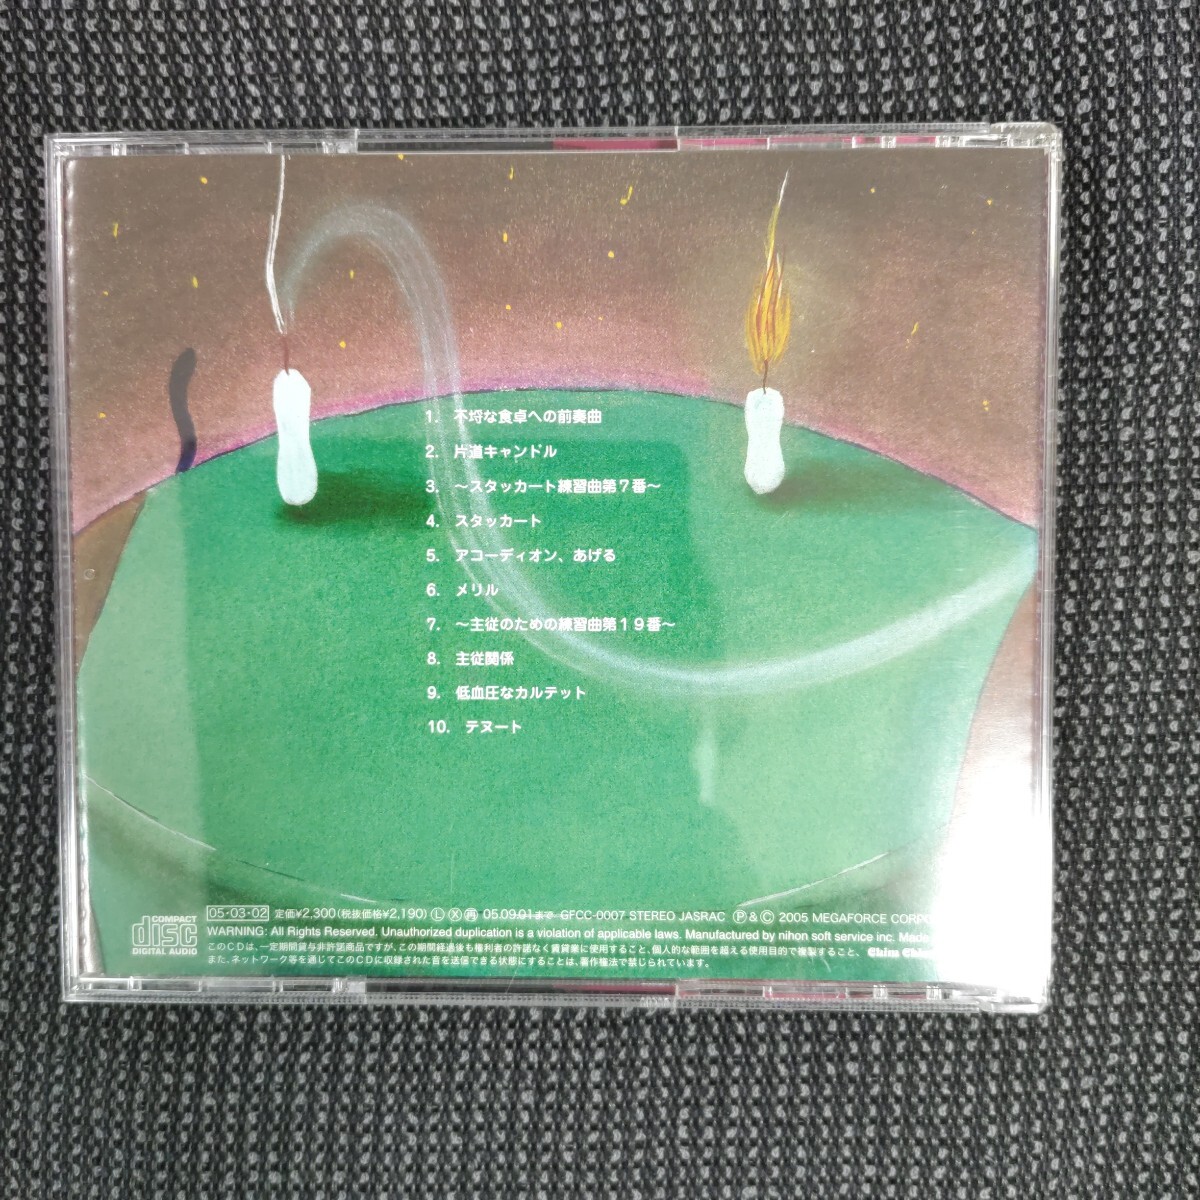 1. 不埒な食卓への前奏曲
2. 片道キャンドル
3. ～スタッカート練習曲第７番～
4. スタッカート
5. アコーディオン、あげる
6. メリル
7. ～主従のための練習曲第１９番～
8. 主従関係
9. 低血圧なカルテット
10. テヌート
COMPACT
disc
DIGITAL AUDIO
05・03・02 定価¥2,300(税抜価格¥2,190) Ⓛ Ⓧ ㊐ 05.09.01まで GFCC-0007 STEREO JASRAC Ⓟ & Ⓒ 2005 MEGAFORCE
WARNING: All Rights Reserved. Unauthorized duplication is a violation of applicable laws. Manufactured by nihon soft service inc. Made
このCDは、一定期間貸与非許諾商品ですが、この期間経過後も権利者の許諾なく賃貸業に使用すること、個人的な範囲を超える使用目的で複製すること、
また、ネットワーク等を通じてこのCDに収録された音を送信できる状態にすることは、著作権法で禁じられています。